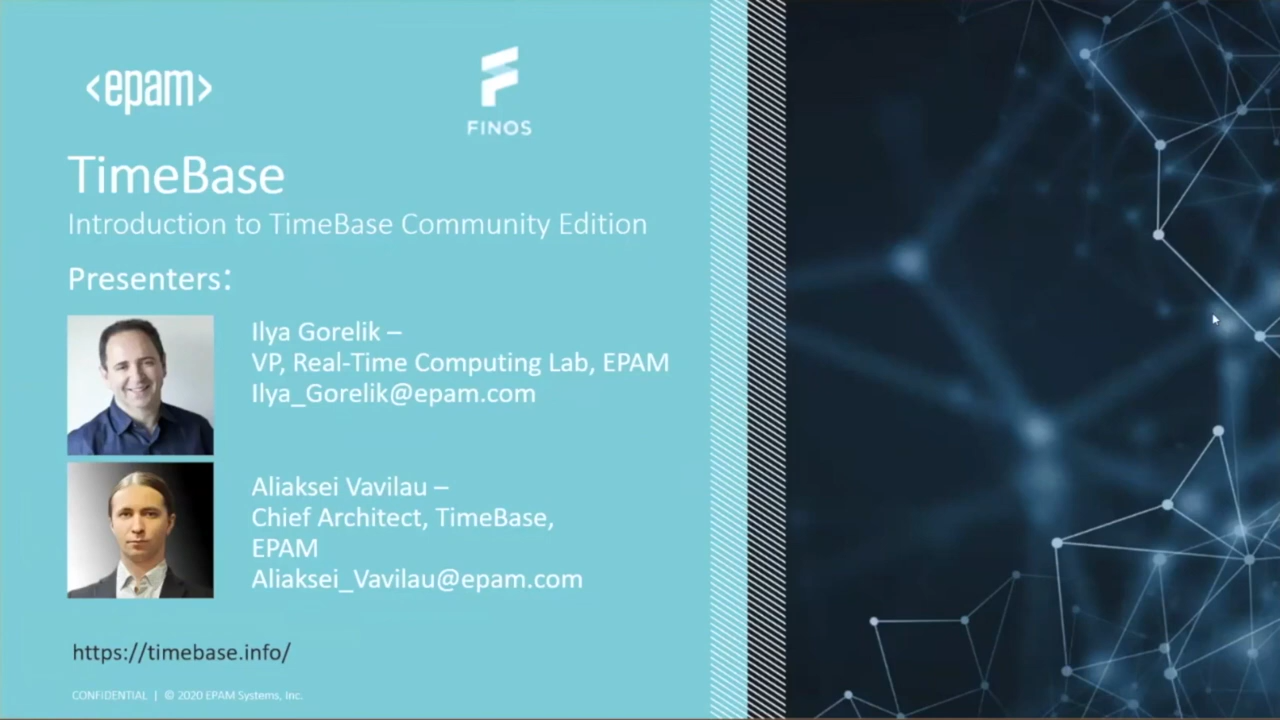 <epam>
FINOS
TimeBase
Introduction to TimeBase Community Edition
Presenters:
Ilya Gorelik –
VP, Real-Time Computing Lab, EPAM
Ilya_Gorelik@epam.com
Aliaksei Vavilau –
Chief Architect, TimeBase,
EPAM
Aliaksei_Vavilau@epam.com
https://timebase.info/
CONFIDENTIAL | © 2020 EPAM Systems, Inc.